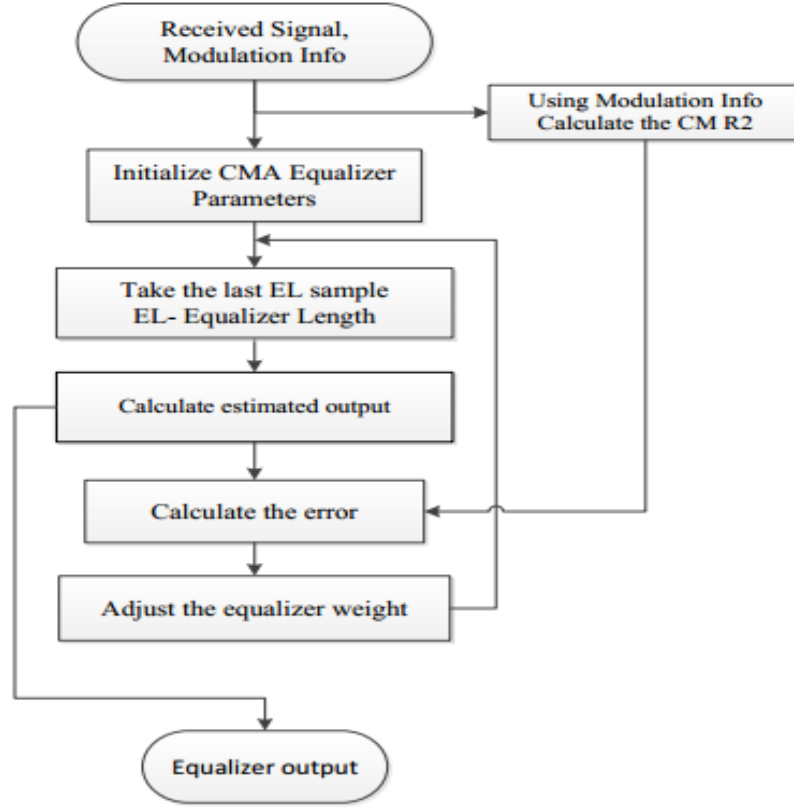 Received Signal,
Modulation Info
Using Modulation Info
Calculate the CM R2
Initialize CMA Equalizer
Parameters
Take the last EL sample
EL- Equalizer Length
Calculate estimated output
Calculate the error
Adjust the equalizer weight
Equalizer output